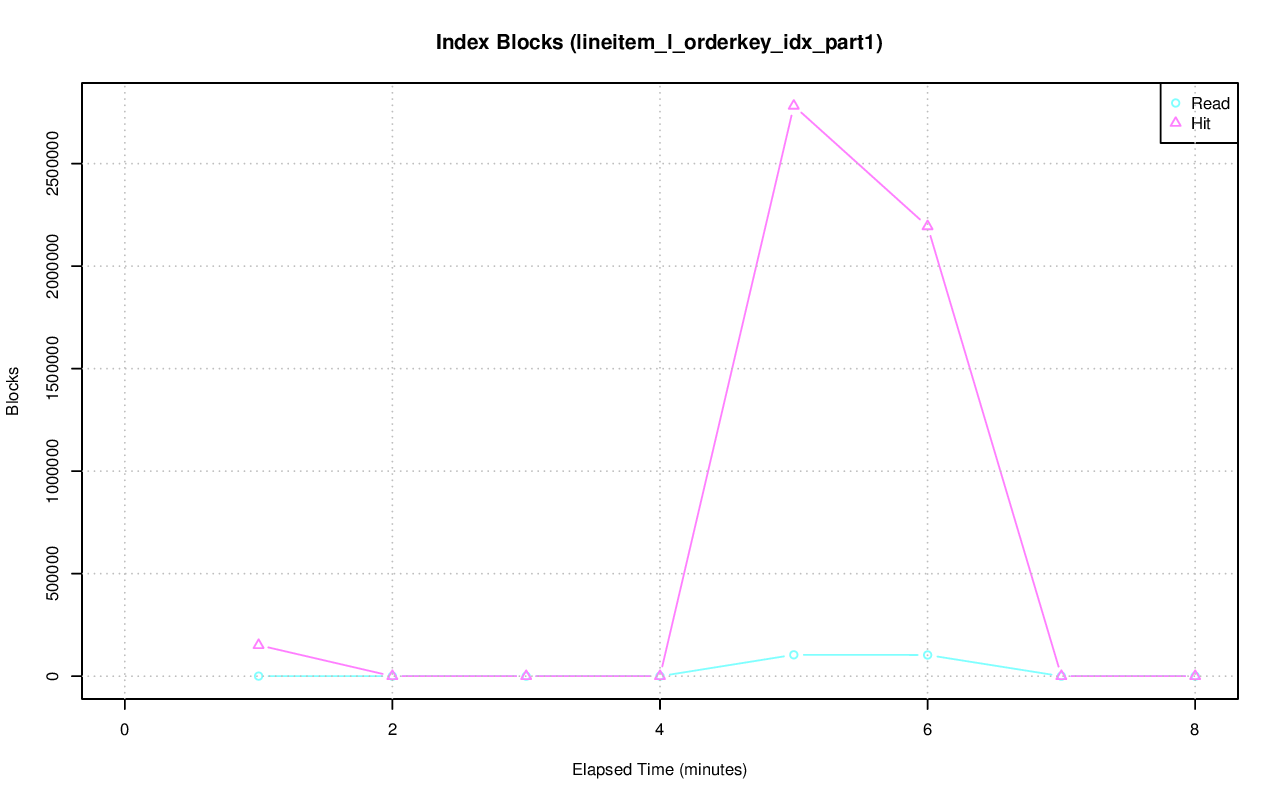 Index Blocks (lineitem_l_orderkey_idx_part1)
Read
Hit
2500000
2000000
1500000
1000000
500000
0
Blocks
0 2 4 6 8
Elapsed Time (minutes)